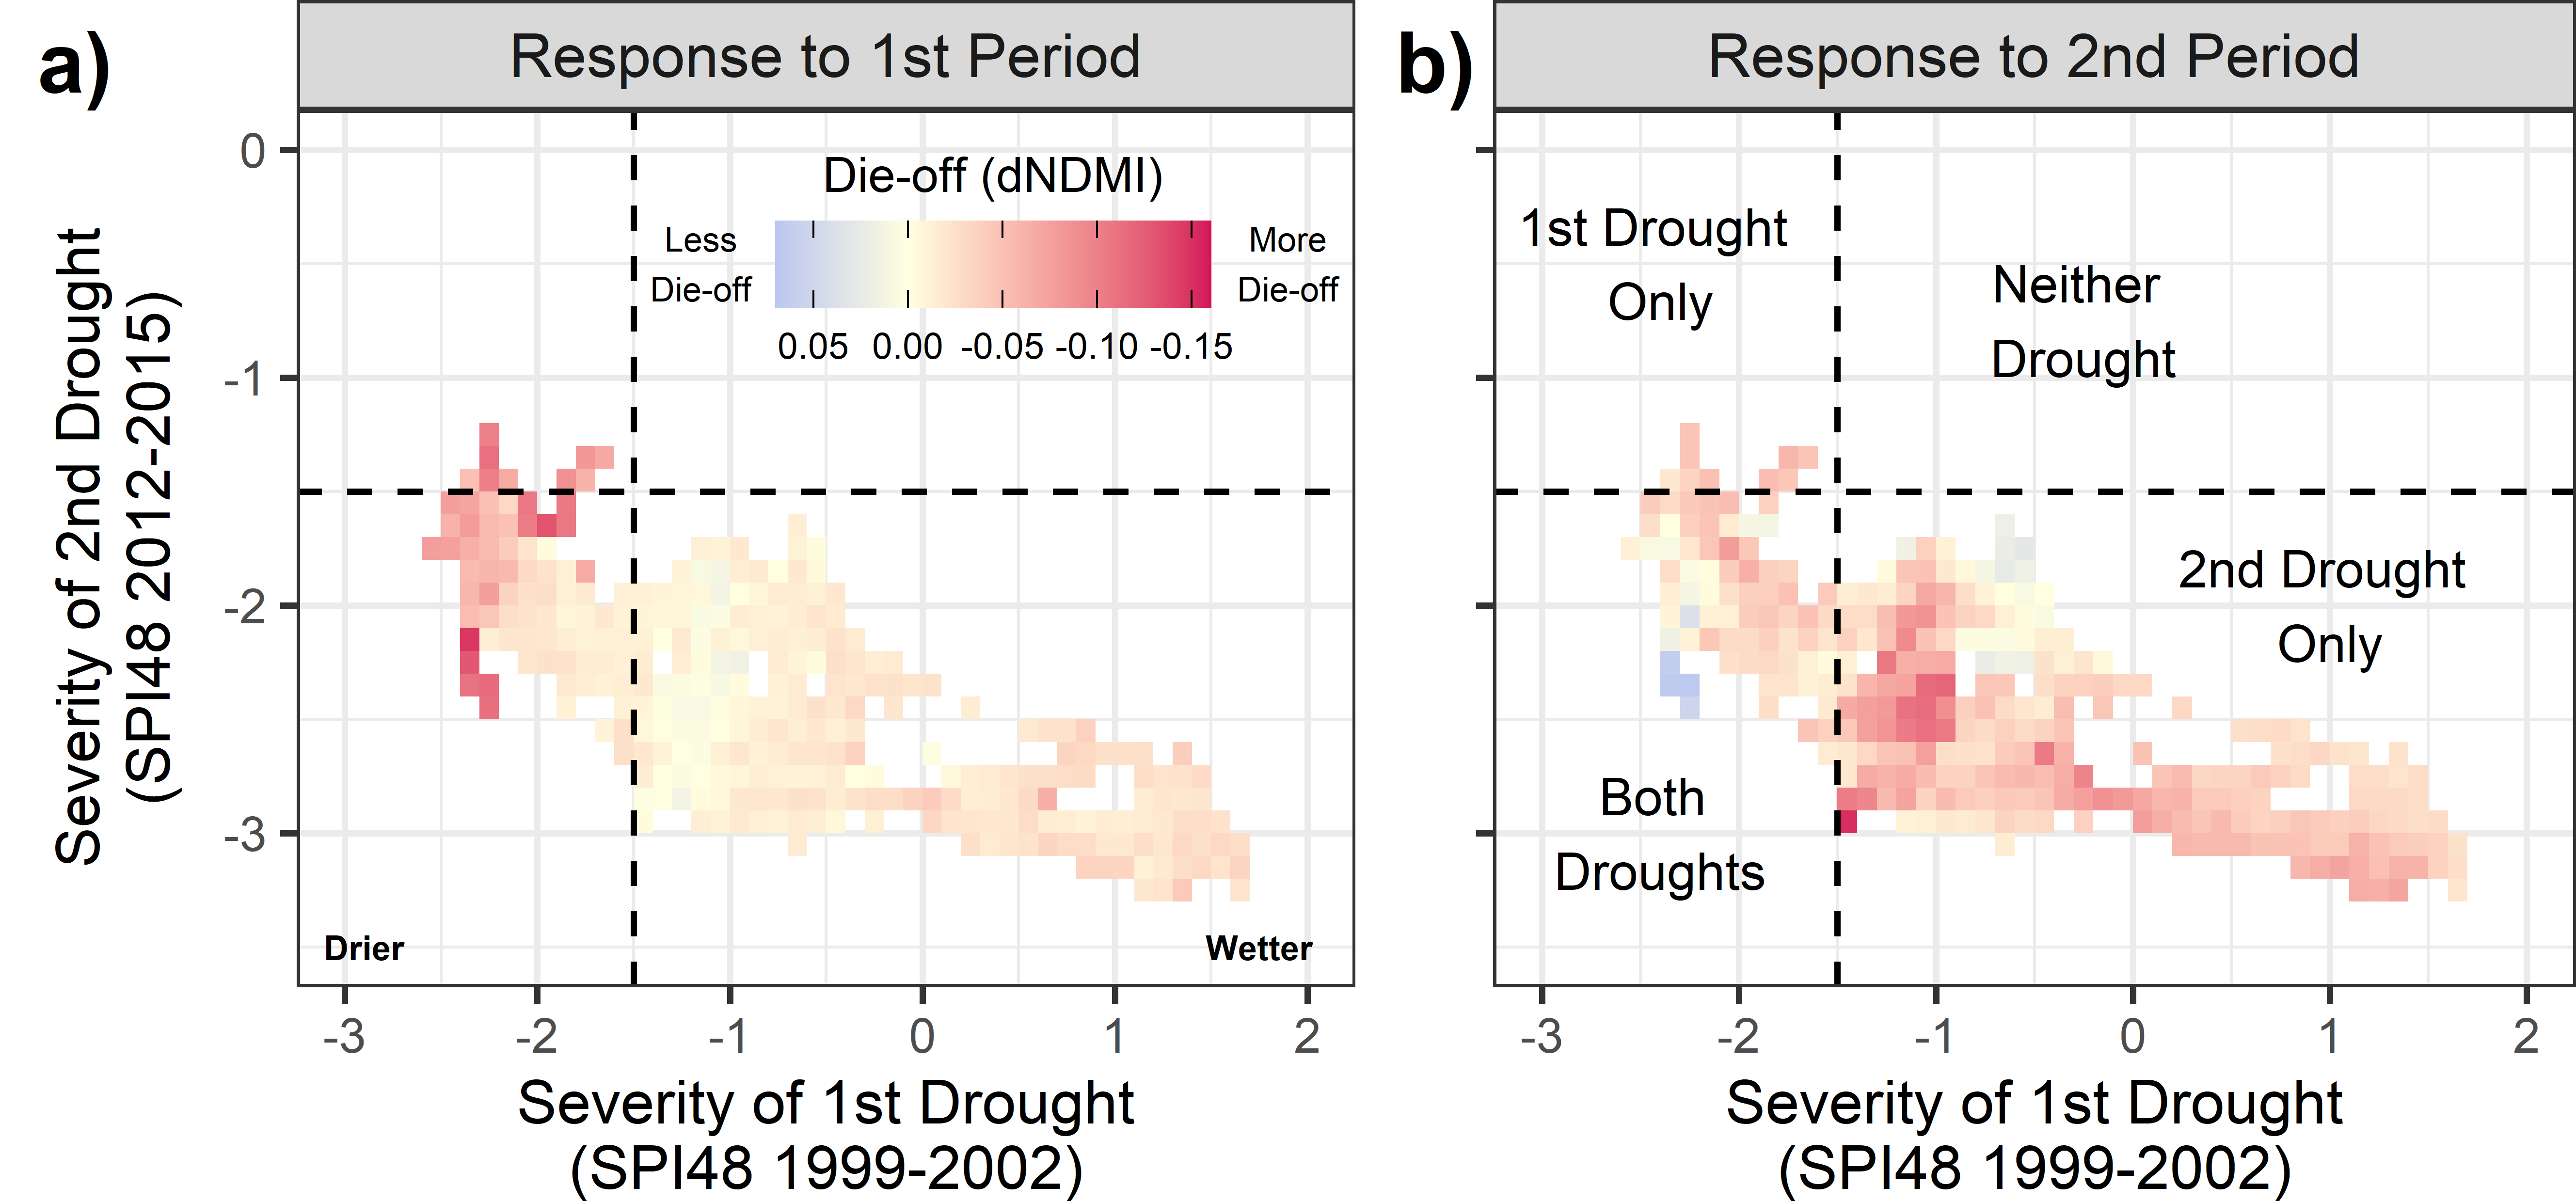 a)
Response to 1st Period
b)
Response to 2nd Period
Severity of 2nd Drought
(SPI48 2012-2015)
0
-1
-2
-3
Die-off (dNDMI)
Less
Die-off
More
Die-off
0.05 0.00 -0.05 -0.10 -0.15
Drier
Wetter
-3 -2 -1 0 1 2
Severity of 1st Drought
(SPI48 1999-2002)
1st Drought
Only
Neither
Drought
2nd Drought
Only
Both
Droughts
-3 -2 -1 0 1 2
Severity of 1st Drought
(SPI48 1999-2002)